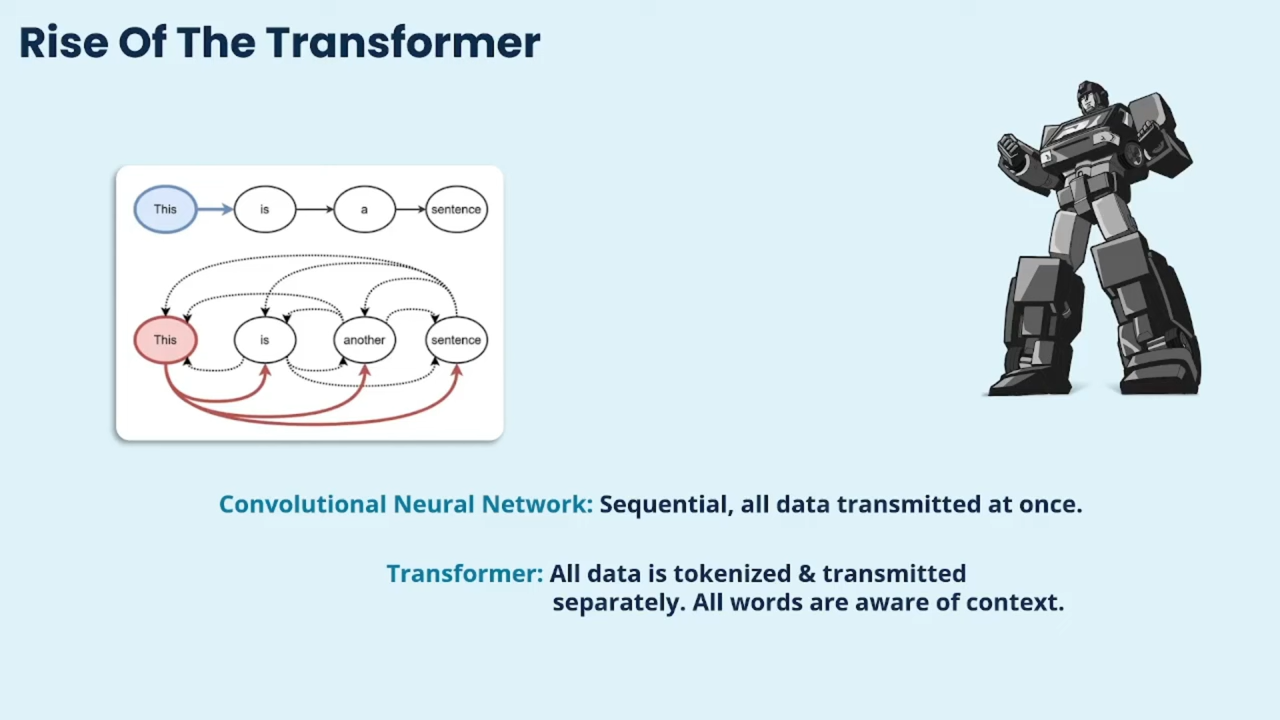 Rise Of The Transformer
This is a sentence
This is another sentence
Convolutional Neural Network: Sequential, all data transmitted at once.
Transformer: All data is tokenized & transmitted
separately. All words are aware of context.